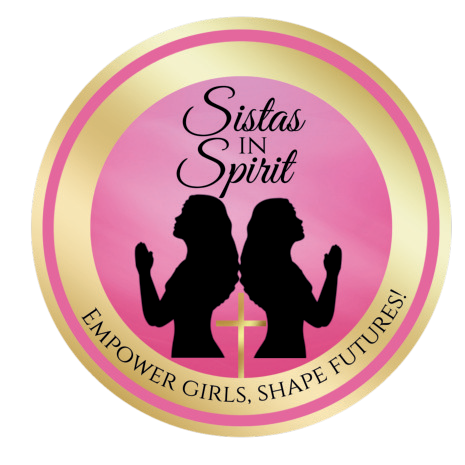 Sistas
IN
Spirit
EMPOWER GIRLS, SHAPE FUTURES!